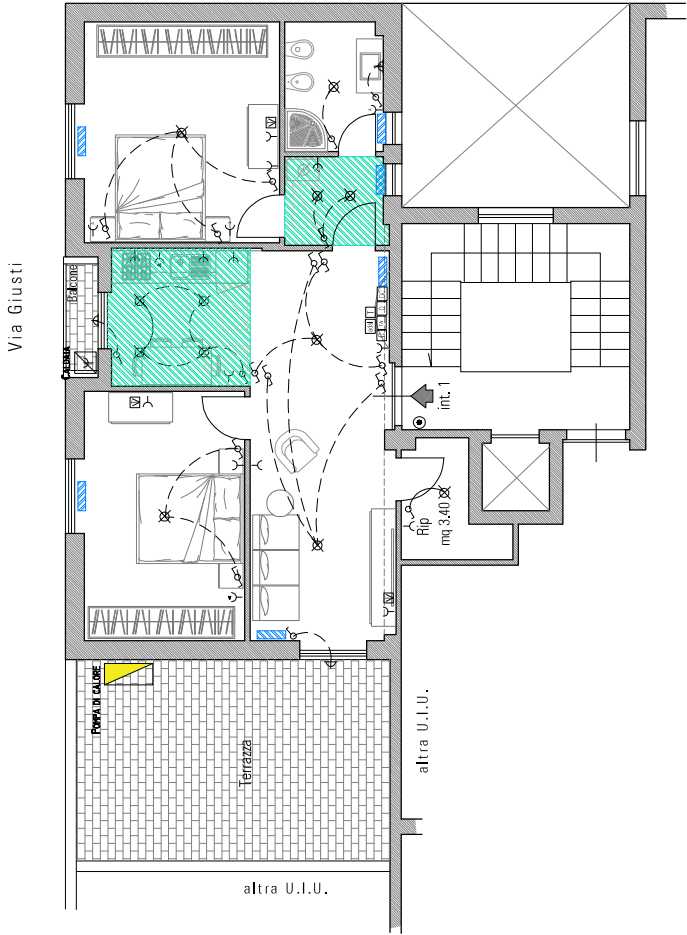 Via Giusti
Balcone
CALDAIA
int. 1
Rip
mq 3.40
POMPA DI CALORE
Terrazza
altra U.I.U.
altra U.I.U.